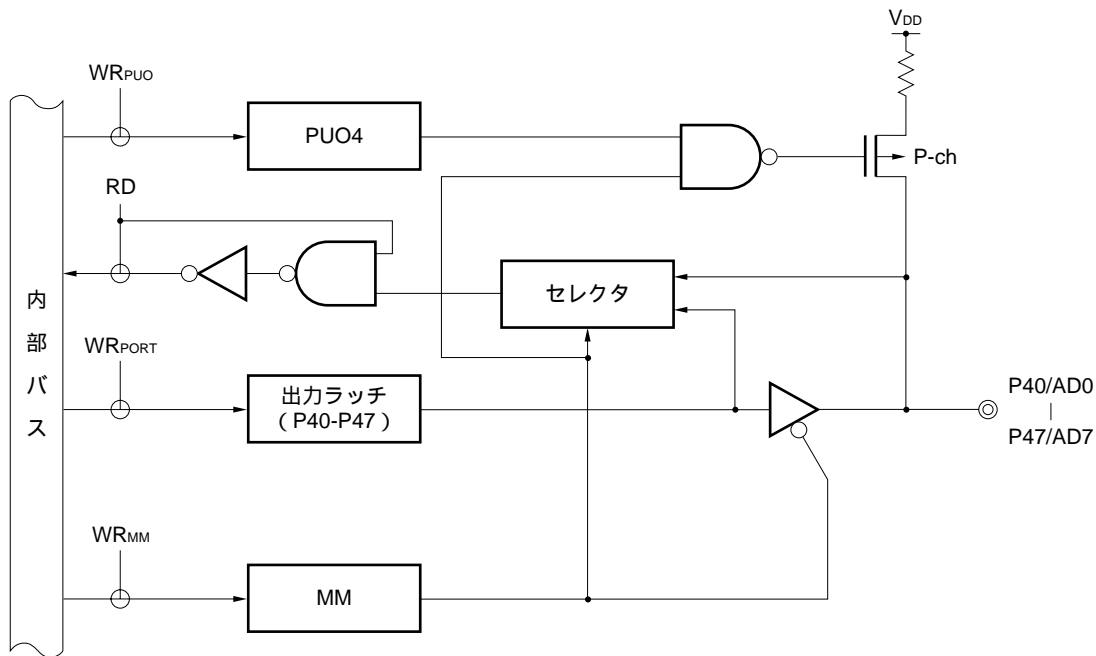 VDD
WRPUO
PUO4
P-ch
RD
セレクタ
内部バス
WRPORT
出力ラッチ
(P40-P47)
P40/AD0
P47/AD7
WRMM
MM